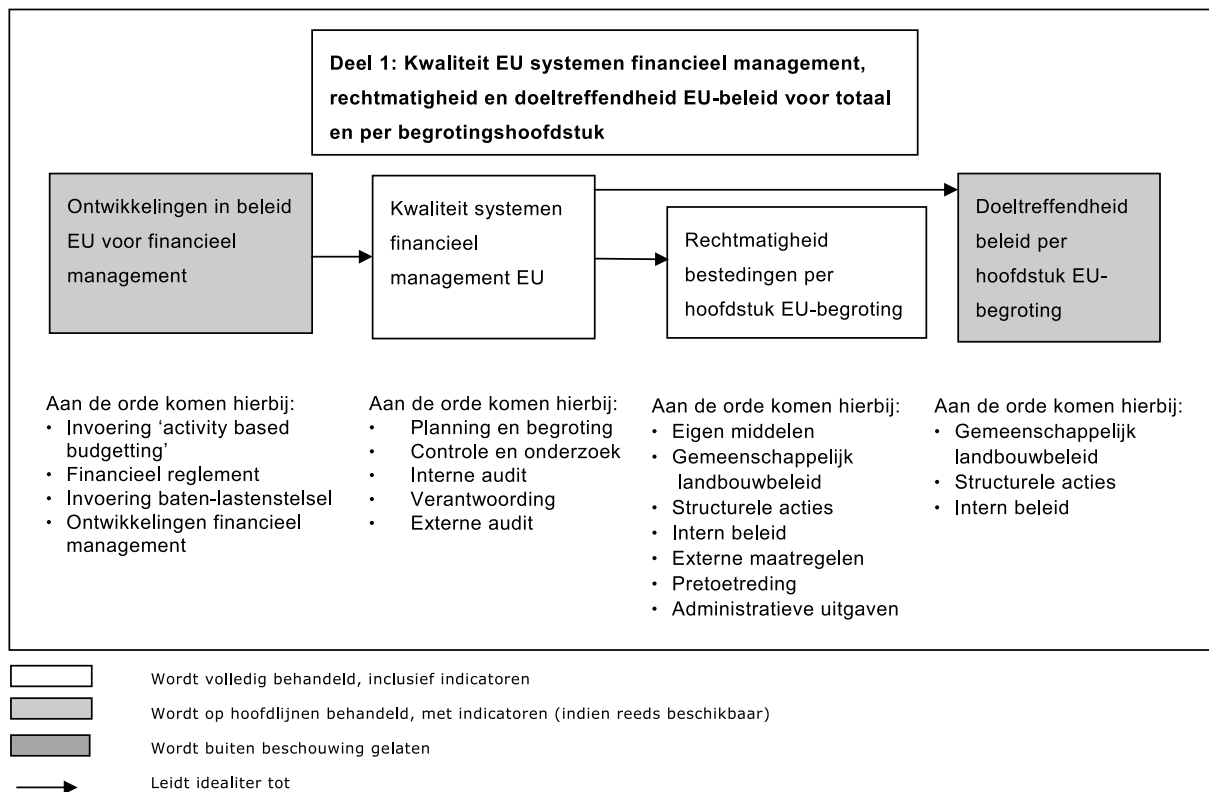 Deel 1: Kwaliteit EU systemen financieel management,
rechtmatigheid en doeltreffendheid EU-beleid voor totaal
en per begrotingshoofdstuk
Ontwikkelingen in beleid
EU voor financieel
management
Kwaliteit systemen
financieel
management EU
Rechtmatigheid
bestedingen per
hoofdstuk EU-begroting
Doeltreffendheid
beleid per
hoofdstuk EU-
begroting
Aan de orde komen hierbij:
• Invoering ‘activity based
budgetting’
• Financieel reglement
• Invoering baten-lastenstelsel
• Ontwikkelingen financieel
management
Aan de orde komen hierbij:
• Planning en begroting
• Controle en onderzoek
• Interne audit
• Verantwoording
• Externe audit
Aan de orde komen hierbij:
• Eigen middelen
• Gemeenschappelijk
landbouwbeleid
• Structurele acties
• Intern beleid
• Externe maatregelen
• Pretoetreding
• Administratieve uitgaven
Aan de orde komen hierbij:
• Gemeenschappelijk
landbouwbeleid
• Structurele acties
• Intern beleid
Wordt volledig behandeld, inclusief indicatoren
Wordt op hoofdlijnen behandeld, met indicatoren (indien reeds beschikbaar)
Wordt buiten beschouwing gelaten
Leidt idealiter tot